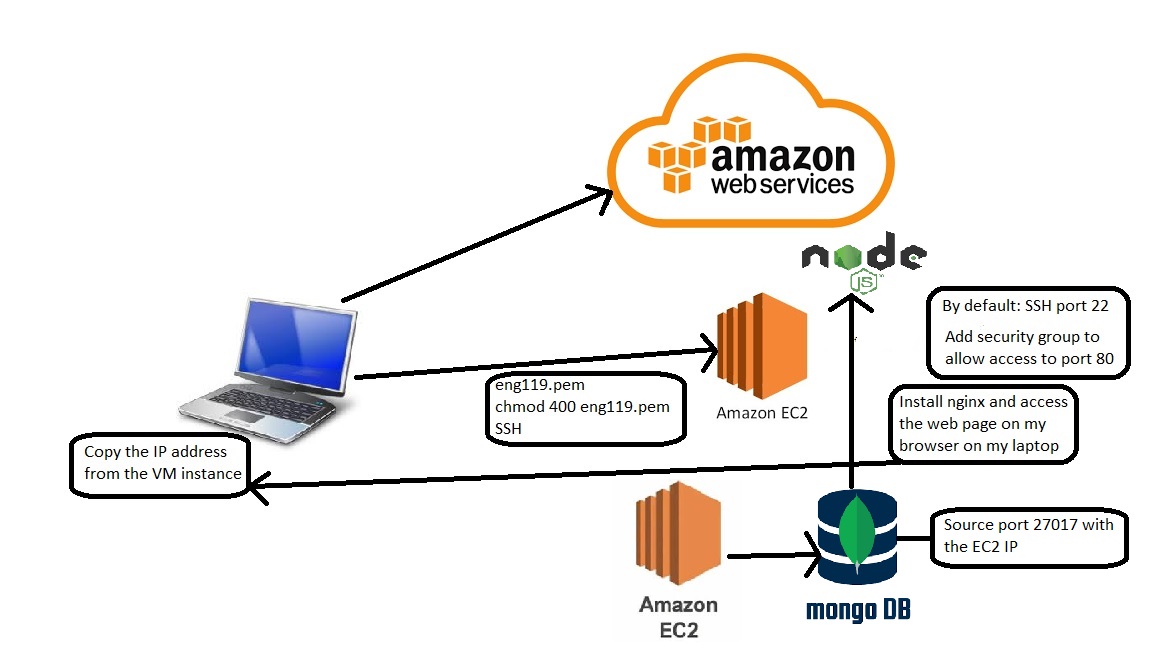 amazon
web services
node
JS
By default: SSH port 22
Add security group to
allow access to port 80
eng119.pem
chmod 400 eng119.pem
SSH
Amazon EC2
Install nginx and access
the web page on my
browser on my laptop
Copy the IP address
from the VM instance
Source port 27017 with
the EC2 IP
Amazon
EC2
mongo DB